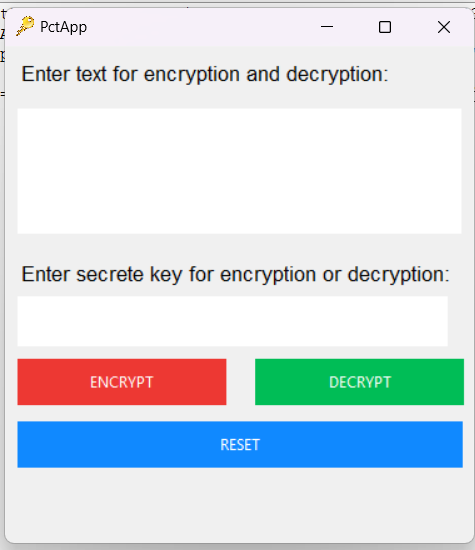 PctApp
Enter text for encryption and decryption:
Enter secrete key for encryption or decryption:
ENCRYPT DECRYPT
RESET